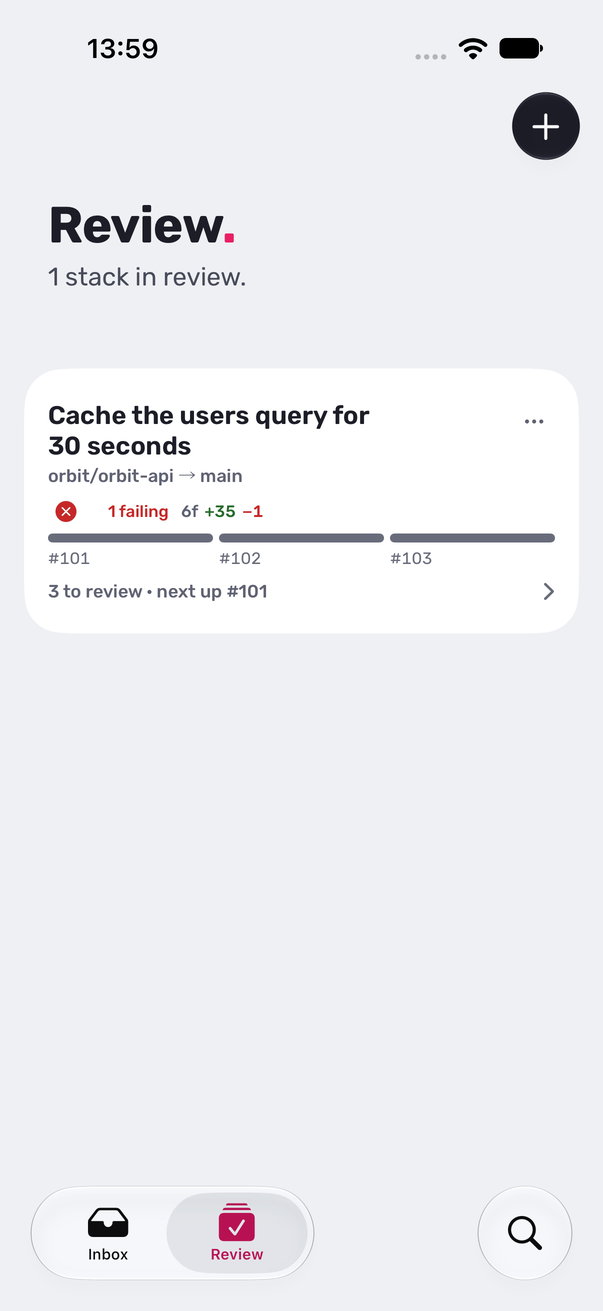 13:59
Review.
1 stack in review.
Cache the users query for
30 seconds
orbit/orbit-api → main
1 failing 6f +35 −1
#101 #102 #103
3 to review • next up #101
Inbox Review